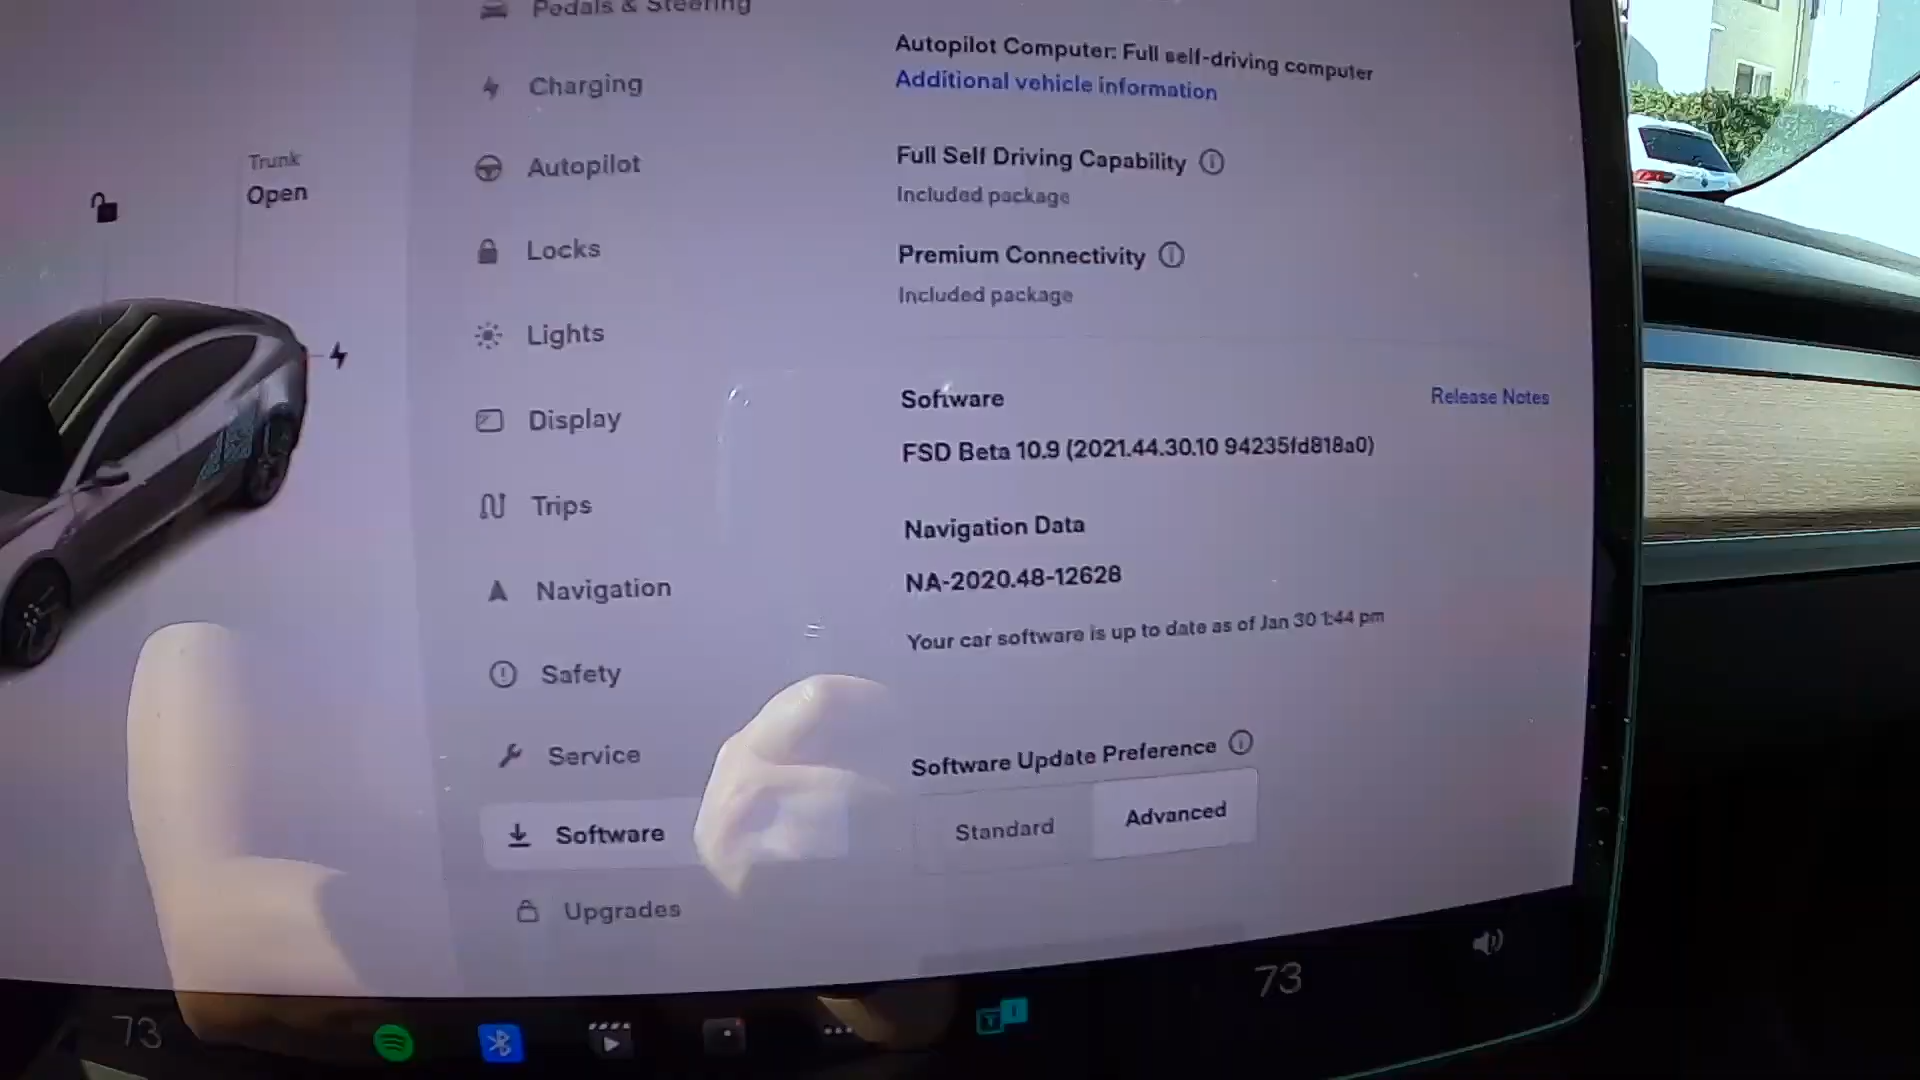 Pedals & Steering
Charging
Autopilot
Locks
Lights
Display
Trips
Navigation
Safety
Service
Software
Upgrades
Trunk
Open
Autopilot Computer: Full self-driving computer
Additional vehicle information
Full Self Driving Capability
Included package
Premium Connectivity
Included package
Software
Release Notes
FSD Beta 10.9 (2021.44.30.10 94235fd818a0)
Navigation Data
NA-2020.48-12628
Your car software is up to date as of Jan 30 1:44 pm
Software Update Preference
Standard
Advanced
73
73